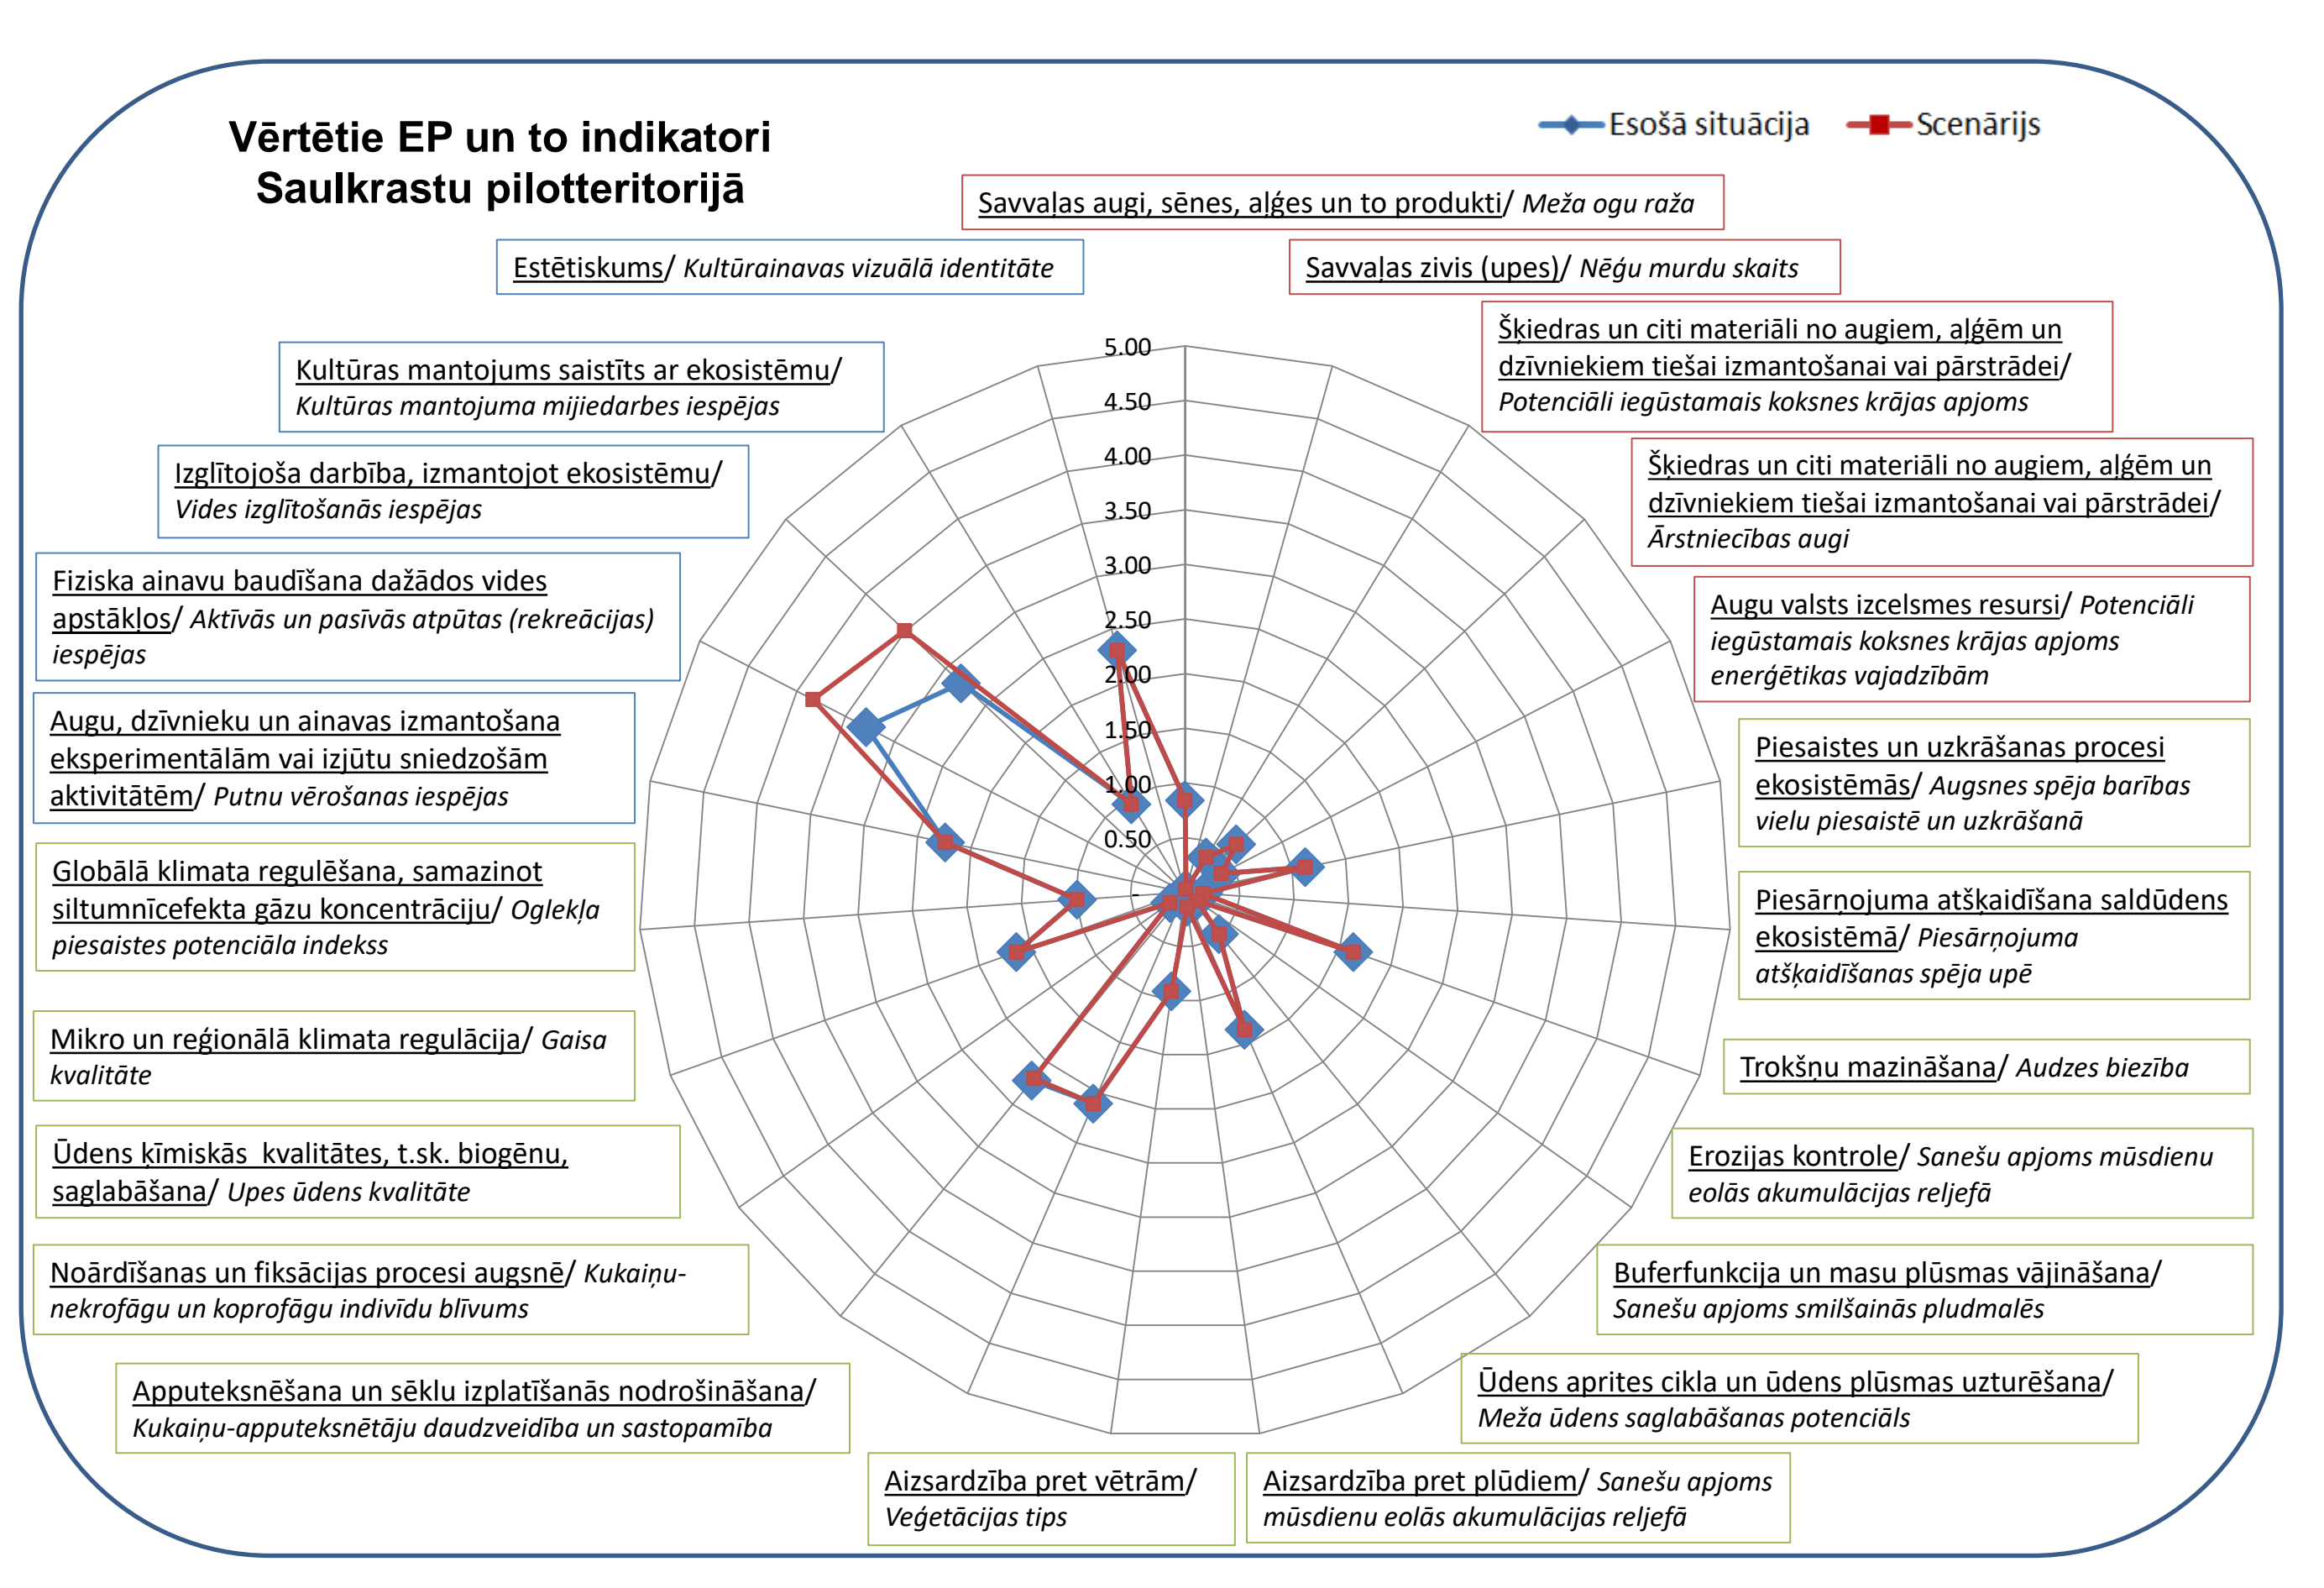 Vērtētie EP un to indikatori
Saulkrastu pilotteritorijā
Esošā situācija
Scenārijs
Savvaļas augi, sēnes, aļģes un to produkti/ Meža ogu raža
Estētiskums/ Kultūrainavas vizuālā identitāte
Savvaļas zivis (upes)/ Nēģu murdu skaits
Šķiedras un citi materiāli no augiem, aļģēm un
dzīvniekiem tiešai izmantošanai vai pārstrādei/
Potenciāli iegūstamais koksnes krājas apjoms
Kultūras mantojums saistīts ar ekosistēmu/
Kultūras mantojuma mijiedarbes iespējas
Šķiedras un citi materiāli no augiem, aļģēm un
dzīvniekiem tiešai izmantošanai vai pārstrādei/
Ārstniecības augi
Izglītojoša darbība, izmantojot ekosistēmu/
Vides izglītošanās iespējas
Fiziska ainavu baudīšana dažādos vides
apstākļos/ Aktīvās un pasīvās atpūtas (rekreācijas)
iespējas
Augu valsts izcelsmes resursi/ Potenciāli
iegūstamais koksnes krājas apjoms
enerģētikas vajadzībām
Augu, dzīvnieku un ainavas izmantošana
eksperimentālām vai izjūtu sniedzošām
aktivitātēm/ Putnu vērošanas iespējas
Piesaistes un uzkrāšanas procesi
ekosistēmās/ Augsnes spēja barības
vielu piesaistē un uzkrāšanā
Globālā klimata regulēšana, samazinot
siltumnīcefekta gāzu koncentrāciju/ Oglekļa
piesaistes potenciāla indekss
Piesārņojuma atšķaidīšana saldūdens
ekosistēmā/ Piesārņojuma
atšķaidīšanas spēja upē
Mikro un reģionālā klimata regulācija/ Gaisa
kvalitāte
Trokšņu mazināšana/ Audzes biezība
Ūdens ķīmiskās kvalitātes, t.sk. biogēnu,
saglabāšana/ Upes ūdens kvalitāte
Erozijas kontrole/ Sanešu apjoms mūsdienu
eolās akumulācijas reljefā
Noārdīšanas un fiksācijas procesi augsnē/ Kukaiņu-
nekrofāgu un koprofāgu indivīdu blīvums
Buferfunkcija un masu plūsmas vājināšana/
Sanešu apjoms smilšainās pludmalēs
Apputeksnēšana un sēklu izplatīšanās nodrošināšana/
Kukaiņu-apputeksnētāju daudzveidība un sastopamība
Ūdens aprites cikla un ūdens plūsmas uzturēšana/
Meža ūdens saglabāšanas potenciāls
Aizsardzība pret vētrām/
Veģetācijas tips
Aizsardzība pret plūdiem/ Sanešu apjoms
mūsdienu eolās akumulācijas reljefā
5.00
4.50
4.00
3.50
3.00
2.50
2.00
1.50
1.00
0.50
-